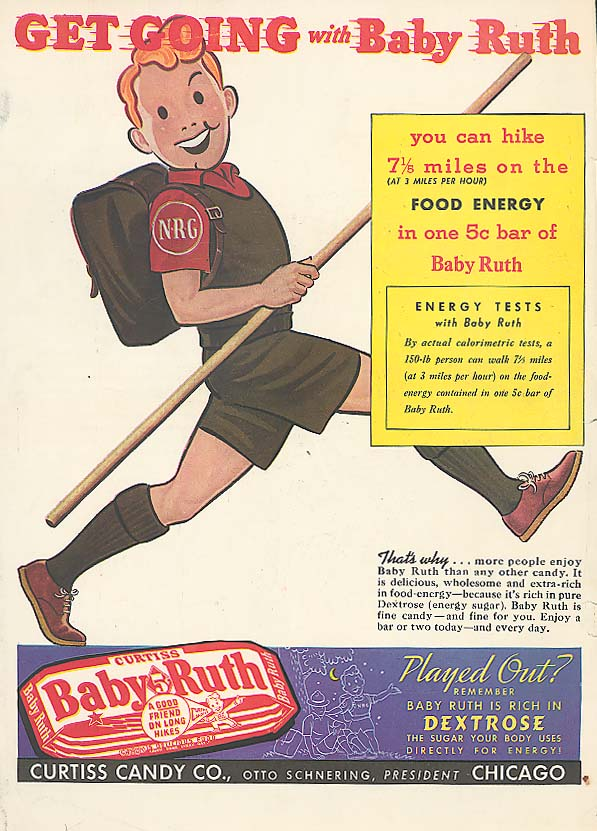 GET GOING with Baby Ruth
you can hike
7⅛ miles on the
(AT 3 MILES PER HOUR)
FOOD ENERGY
in one 5c bar of
Baby Ruth
ENERGY TESTS
with Baby Ruth
By actual calorimetric tests, a
150-lb person can walk 7⅛ miles
(at 3 miles per hour) on the food-
energy contained in one 5c bar of
Baby Ruth.
N·R·G
That's why . . . more people enjoy
Baby Ruth than any other candy. It
is delicious, wholesome and extra-rich
in food-energy—because it's rich in pure
Dextrose (energy sugar). Baby Ruth is
fine candy—and fine for you. Enjoy a
bar or two today—and every day.
CURTISS
Baby Ruth
5¢
Baby Ruth
Baby Ruth
A GOOD
FRIEND
ON LONG
HIKES
CANDY IS DELICIOUS FOOD
Played Out?
REMEMBER
BABY RUTH IS RICH IN
DEXTROSE
THE SUGAR YOUR BODY USES
DIRECTLY FOR ENERGY!
CURTISS CANDY CO., OTTO SCHNERING, PRESIDENT CHICAGO